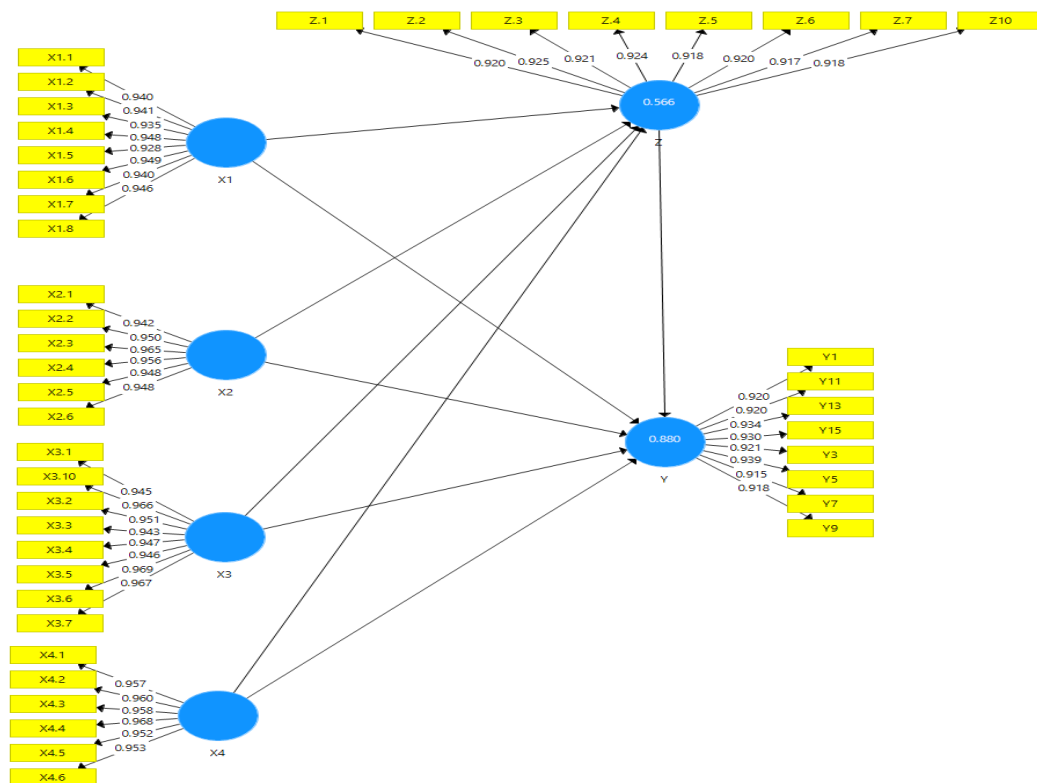 Z.1 Z.2 Z.3 Z.4 Z.5 Z.6 Z.7 Z10
0.920 0.925 0.921 0.924 0.918 0.920 0.917 0.918
0.566
Z
X1.1
X1.2
X1.3
X1.4
X1.5
X1.6
X1.7
X1.8
0.940
0.941
0.935
0.948
0.928
0.949
0.940
0.946
X1
X2.1
X2.2
X2.3
X2.4
X2.5
X2.6
0.942
0.950
0.965
0.956
0.948
0.948
X2
Y1
Y11
Y13
Y15
Y3
Y5
Y7
Y9
0.920
0.920
0.934
0.930
0.921
0.939
0.915
0.918
0.880
Y
X3.1
X3.10
X3.2
X3.3
X3.4
X3.5
X3.6
X3.7
0.945
0.966
0.951
0.943
0.947
0.946
0.969
0.967
X3
X4.1
X4.2
X4.3
X4.4
X4.5
X4.6
0.957
0.960
0.958
0.968
0.952
0.953
X4